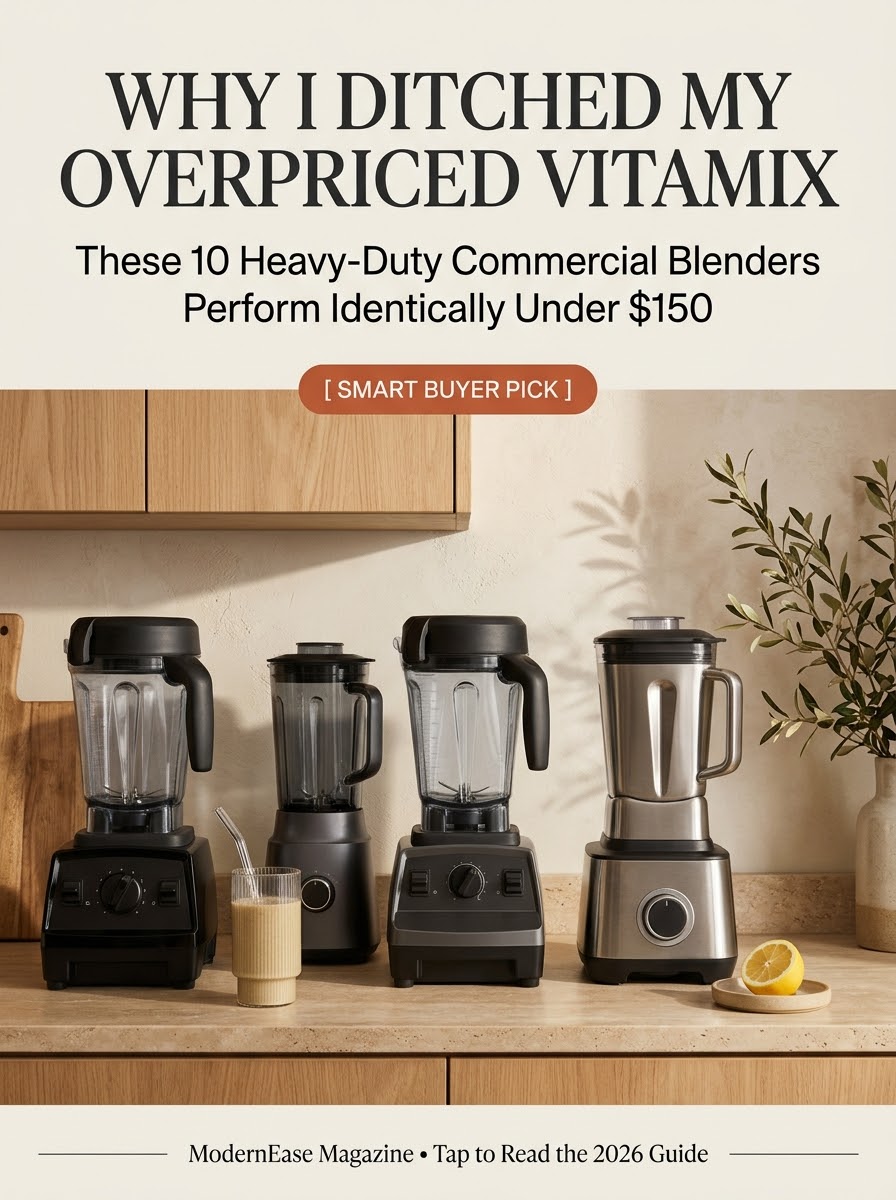 WHY I DITCHED MY
OVERPRICED VITAMIX
These 10 Heavy-Duty Commercial Blenders
Perform Identically Under $150
[ SMART BUYER PICK ]
ModernEase Magazine • Tap to Read the 2026 Guide